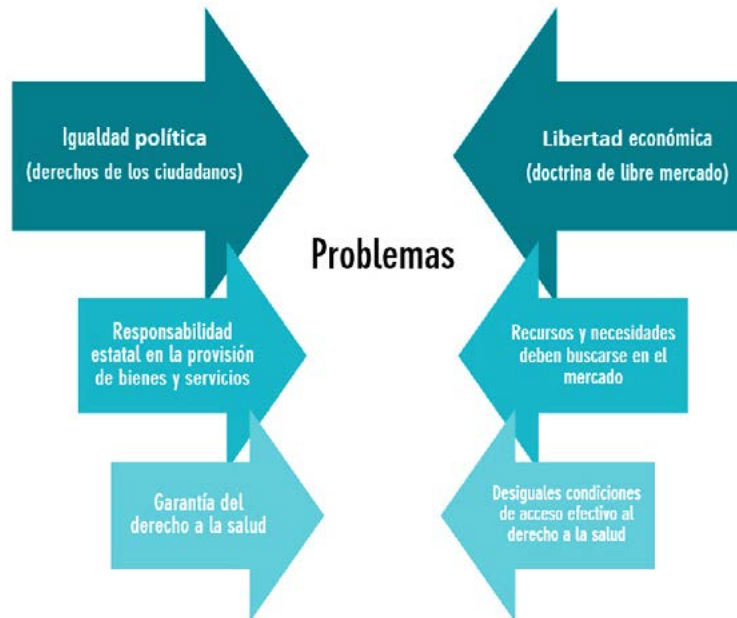 Igualdad política
(derechos de los ciudadanos)
Libertad económica
(doctrina de libre mercado)
Problemas
Responsabilidad
estatal en la provisión
de bienes y servicios
Recursos y necesidades
deben buscarse en el
mercado
Garantía del
derecho a la salud
Desiguales condiciones
de acceso efectivo al
derecho a la salud